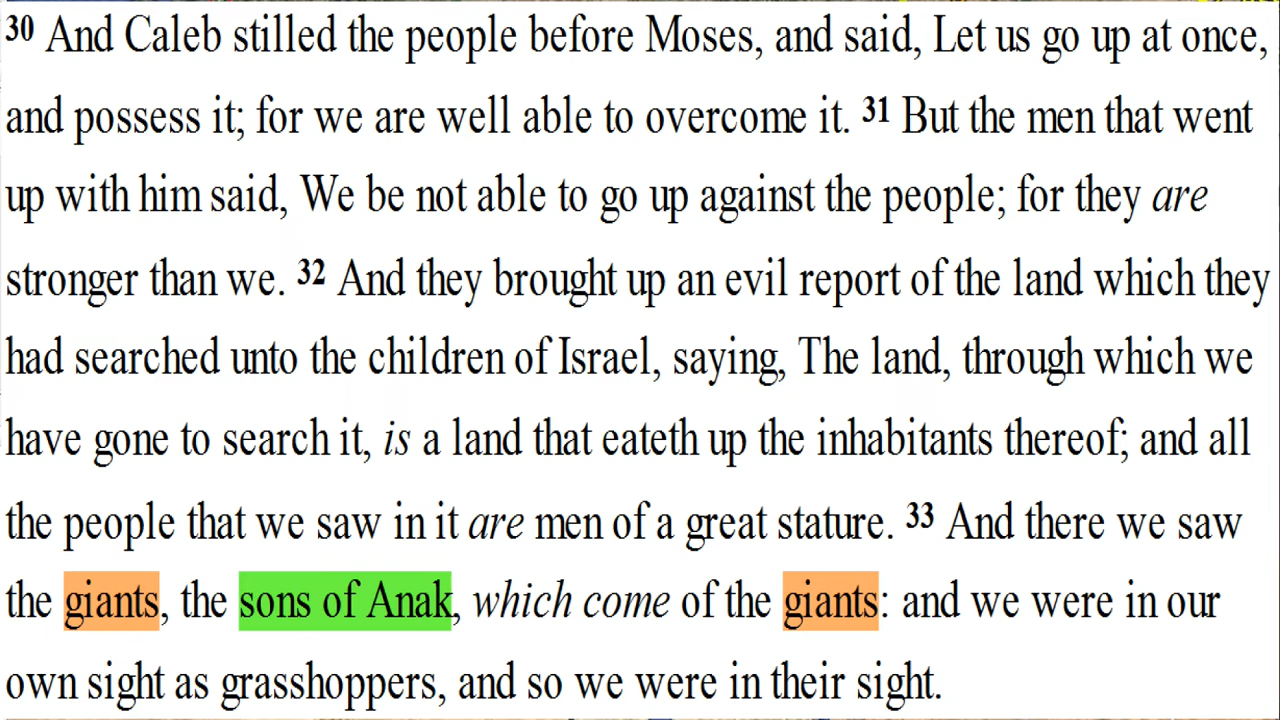 30 And Caleb stilled the people before Moses, and said, Let us go up at once,
and possess it; for we are well able to overcome it. 31 But the men that went
up with him said, We be not able to go up against the people; for they are
stronger than we. 32 And they brought up an evil report of the land which they
had searched unto the children of Israel, saying, The land, through which we
have gone to search it, is a land that eateth up the inhabitants thereof; and all
the people that we saw in it are men of a great stature. 33 And there we saw
the giants, the sons of Anak, which come of the giants: and we were in our
own sight as grasshoppers, and so we were in their sight.